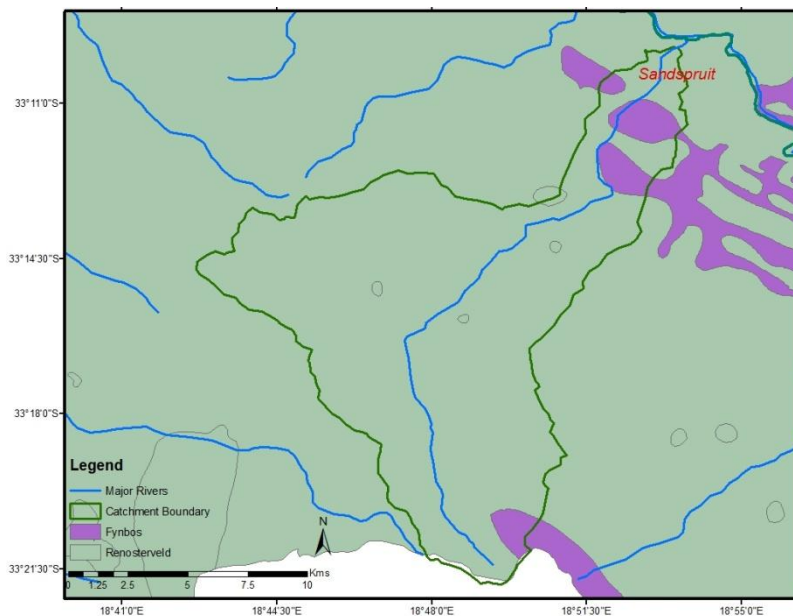 Sandspruit
33°11'0"S
33°14'30"S
33°18'0"S
33°21'30"S
Legend
Major Rivers
Catchment Boundary
Fynbos
Renosterveld
N
Kms
0 1.25 2.5 5 7.5 10
18°41'0"E 18°44'30"E 18°48'0"E 18°51'30"E 18°55'0"E